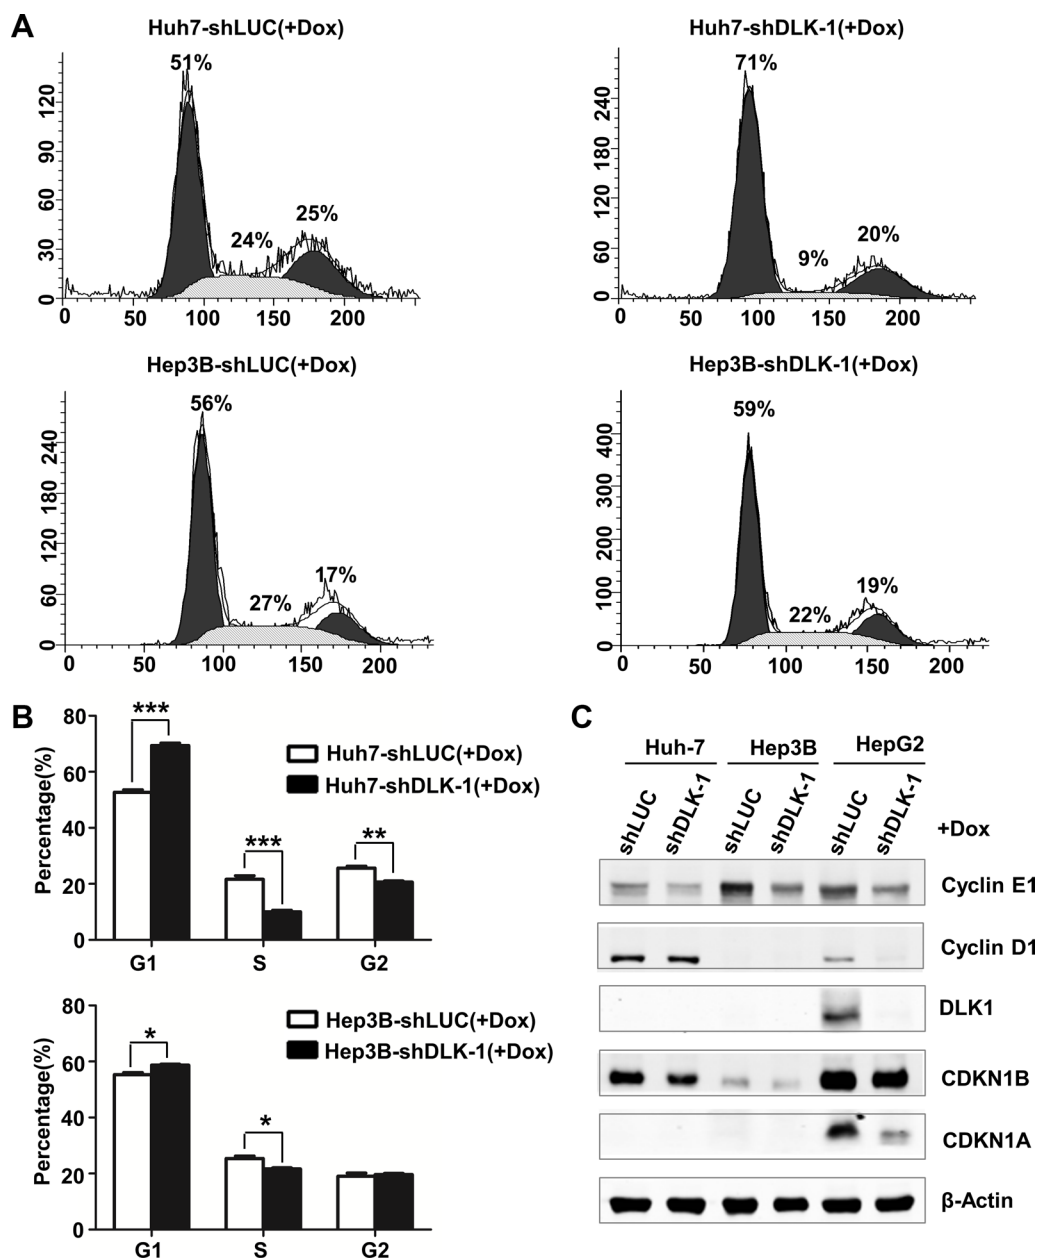 A
Huh7-shLUC(+Dox)
51%
24%
25%
120
90
60
30
0
0 50 100 150 200
Huh7-shDLK-1(+Dox)
71%
9%
20%
240
180
120
60
0
0 50 100 150 200
Hep3B-shLUC(+Dox)
56%
27%
17%
240
180
120
60
0
0 50 100 150 200
Hep3B-shDLK-1(+Dox)
59%
22%
19%
400
300
200
100
0
0 50 100 150 200
B
Percentage(%)
80
60
40
20
0
***
***
**
G1 S G2
Huh7-shLUC(+Dox)
Huh7-shDLK-1(+Dox)
Percentage(%)
80
60
40
20
0
*
*
G1 S G2
Hep3B-shLUC(+Dox)
Hep3B-shDLK-1(+Dox)
C
Huh-7 Hep3B HepG2
shLUC shDLK-1 shLUC shDLK-1 shLUC shDLK-1
+Dox
Cyclin E1
Cyclin D1
DLK1
CDKN1B
CDKN1A
β-Actin